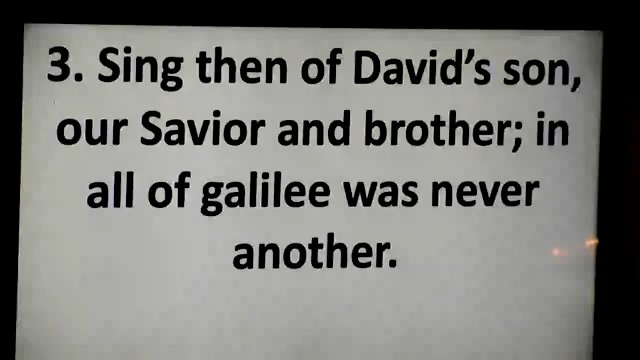 3. Sing then of David's son,
our Savior and brother; in
all of galilee was never
another.